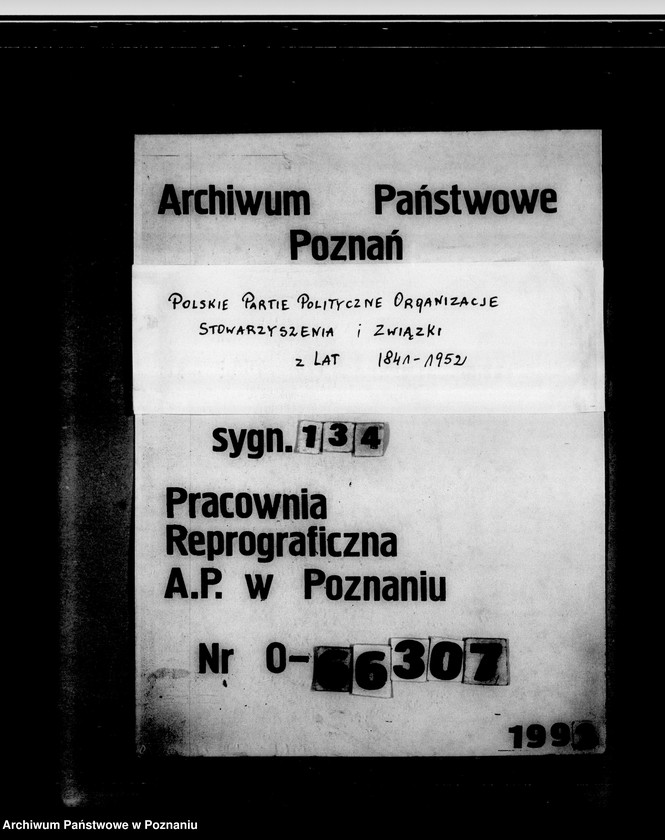 Archiwum Państwowe
Poznań
POLSKIE PARTIE POLITYCZNE ORGANIZACJE
STOWARZYSZENIA i ZWIĄZKI
z LAT 1841-1952
sygn. 134
Pracownia
Reprograficzna
A.P. w Poznaniu
Nr 0-66307
Archiwum Państwowe w Poznaniu